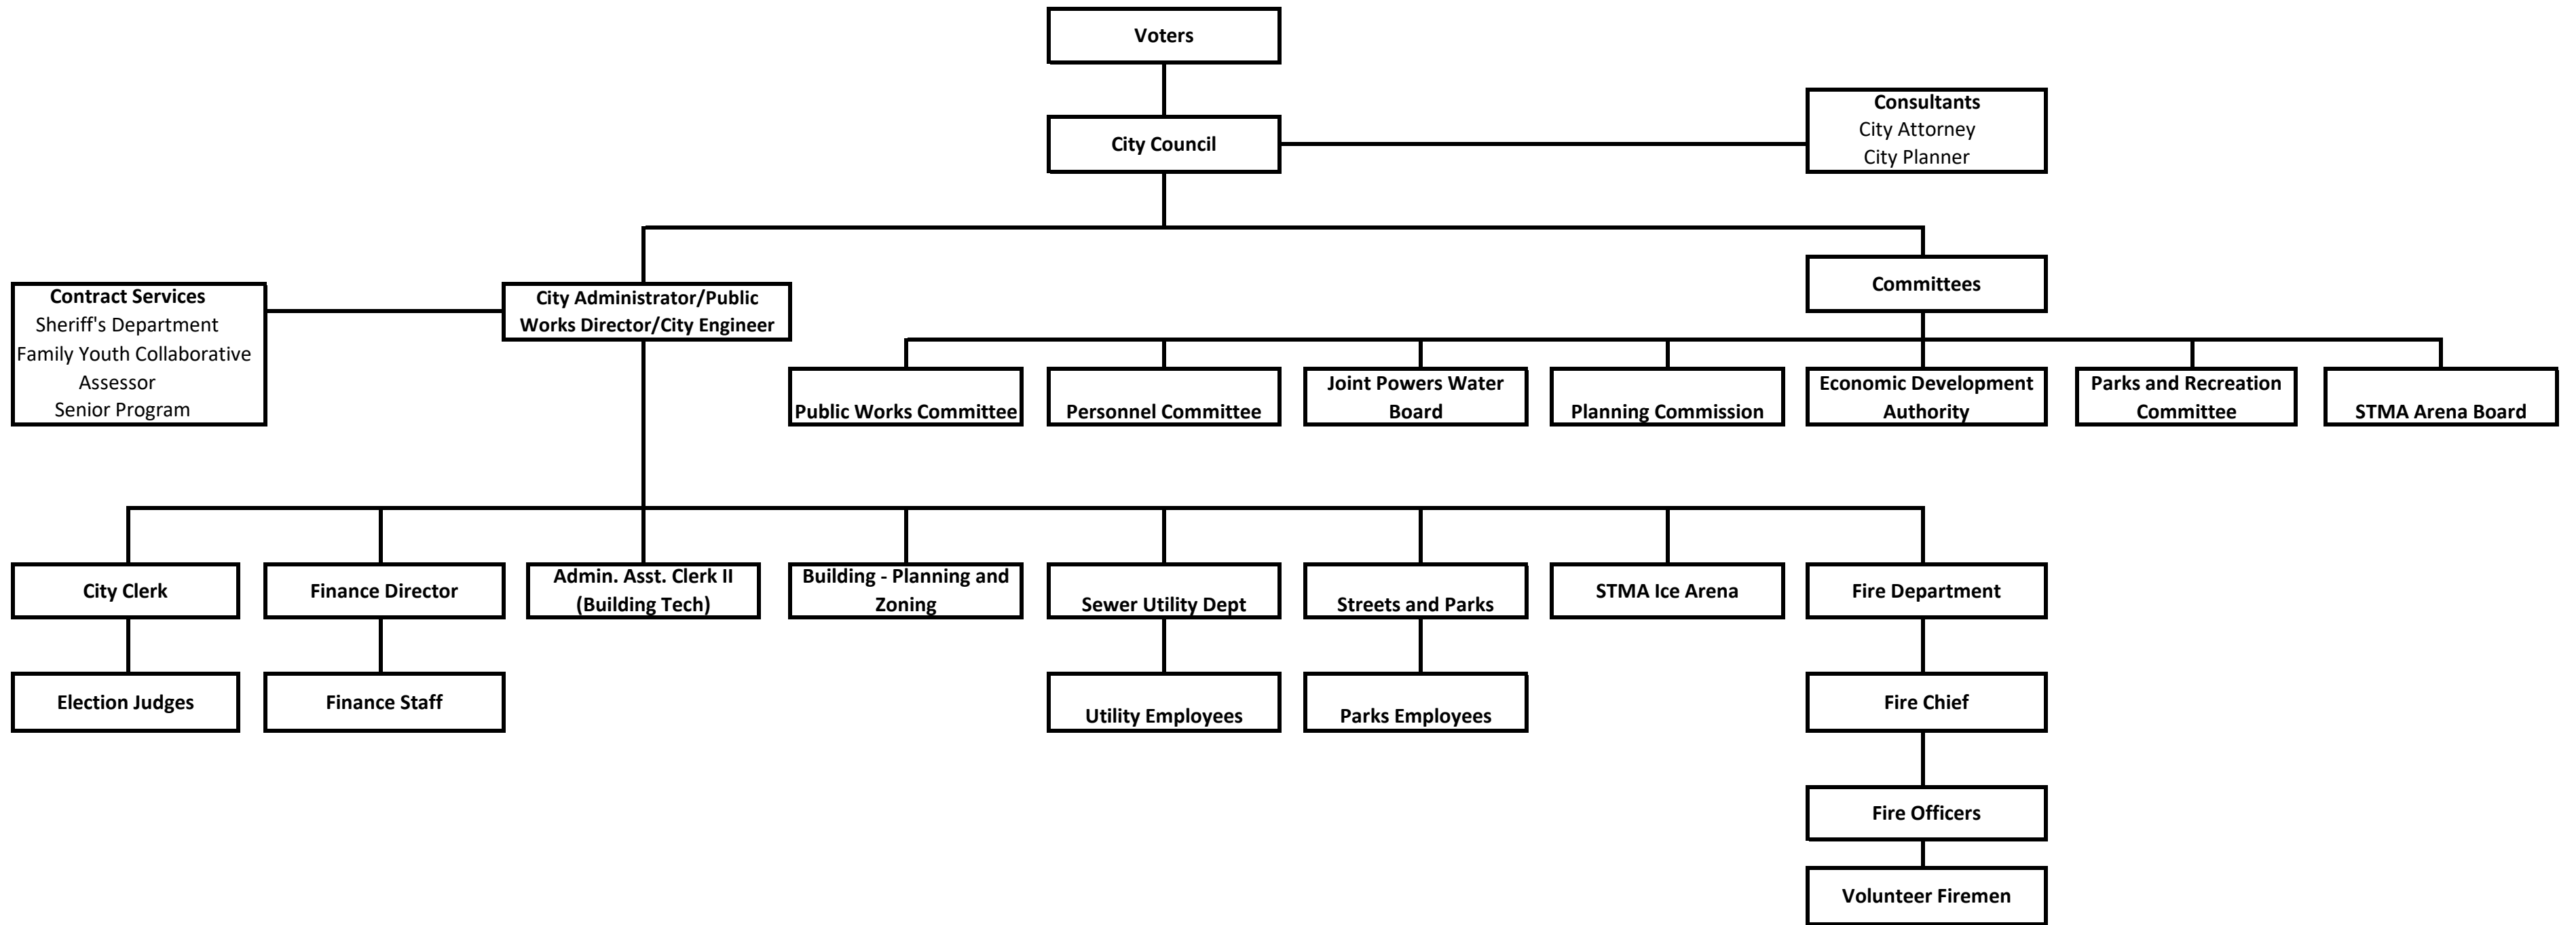 Voters
City Council
Consultants
City Attorney
City Planner
Contract Services
Sheriff's Department
Family Youth Collaborative
Assessor
Senior Program
City Administrator/Public
Works Director/City Engineer
Committees
Public Works Committee
Personnel Committee
Joint Powers Water
Board
Planning Commission
Economic Development
Authority
Parks and Recreation
Committee
STMA Arena Board
City Clerk
Finance Director
Admin. Asst. Clerk II
(Building Tech)
Building - Planning and
Zoning
Sewer Utility Dept
Streets and Parks
STMA Ice Arena
Fire Department
Election Judges
Finance Staff
Utility Employees
Parks Employees
Fire Chief
Fire Officers
Volunteer Firemen